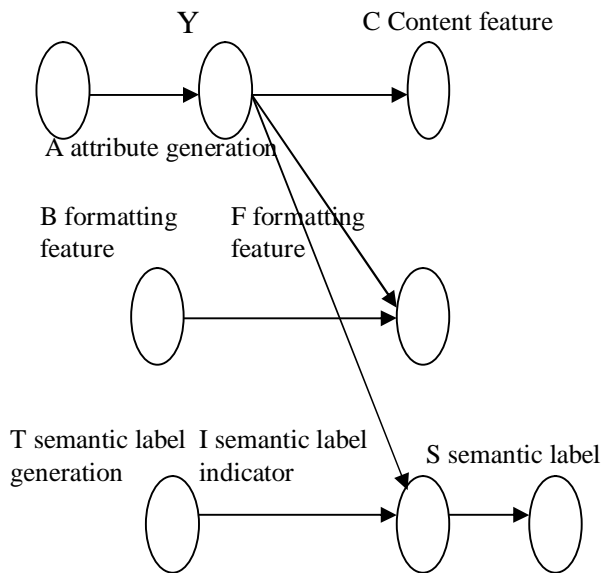 Y
C Content feature
A attribute generation
B formatting
feature
F formatting
feature
T semantic label
generation
I semantic label
indicator
S semantic label